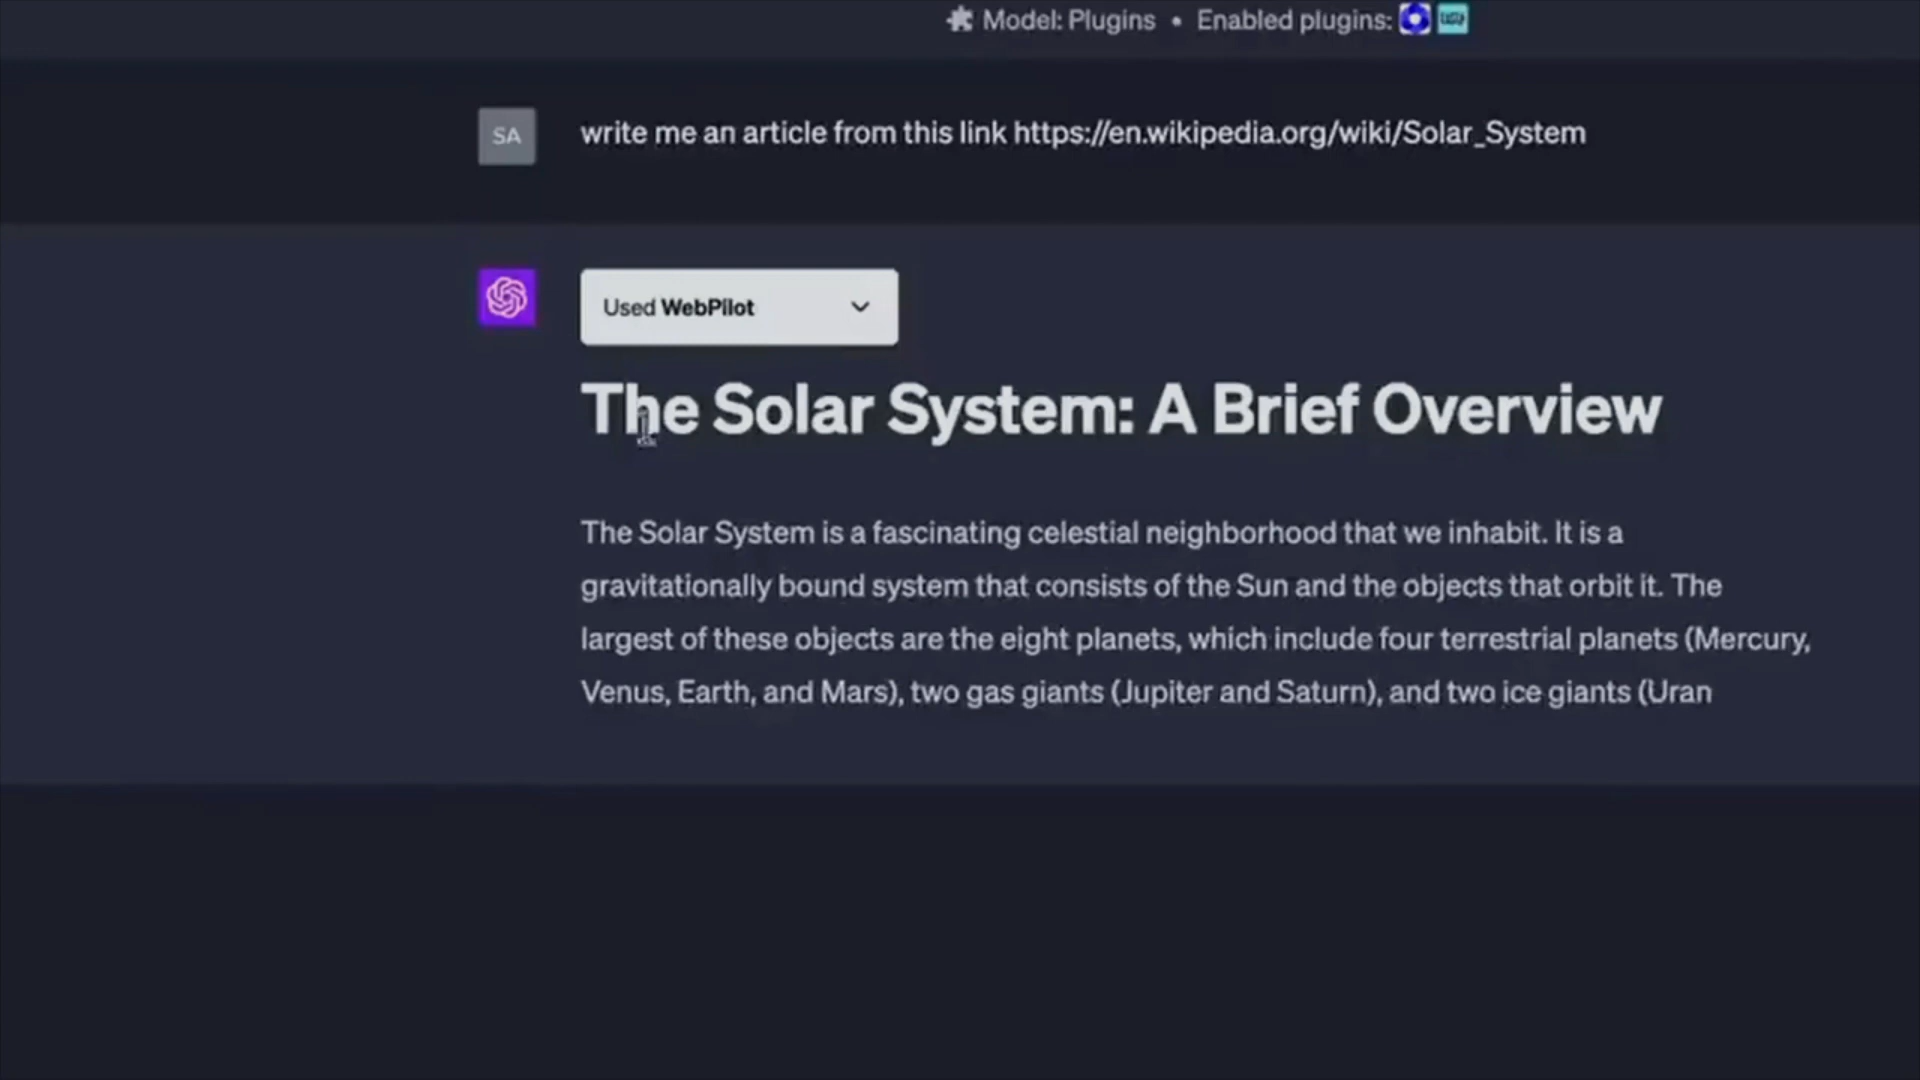 Model: Plugins • Enabled plugins:
SA
write me an article from this link https://en.wikipedia.org/wiki/Solar_System
Used WebPilot
The Solar System: A Brief Overview
The Solar System is a fascinating celestial neighborhood that we inhabit. It is a
gravitationally bound system that consists of the Sun and the objects that orbit it. The
largest of these objects are the eight planets, which include four terrestrial planets (Mercury,
Venus, Earth, and Mars), two gas giants (Jupiter and Saturn), and two ice giants (Uran